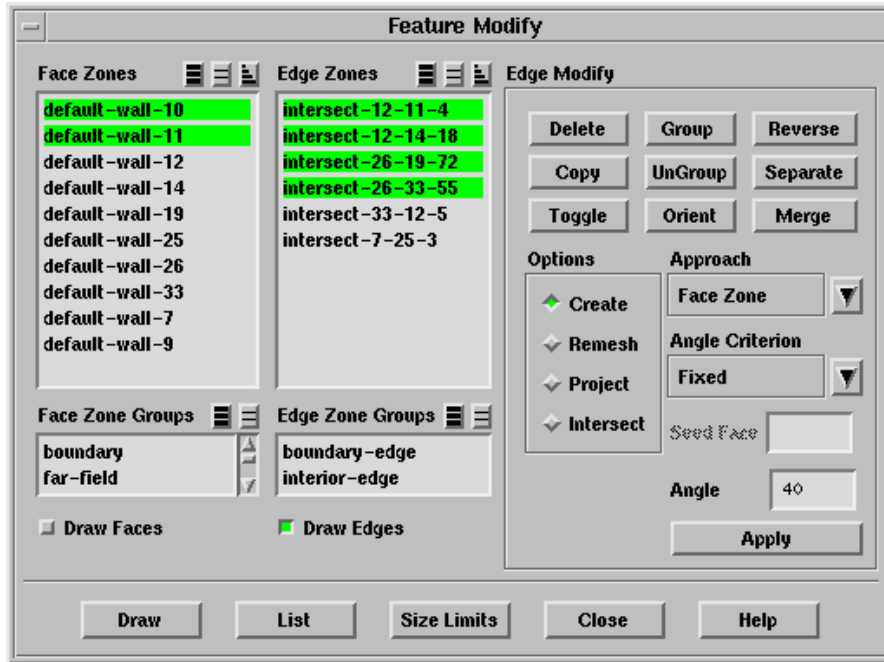 Feature Modify
Face Zones
default-wall-10
default-wall-11
default-wall-12
default-wall-14
default-wall-19
default-wall-25
default-wall-26
default-wall-33
default-wall-7
default-wall-9
Face Zone Groups
boundary
far-field
Draw Faces
Edge Zones
intersect-12-11-4
intersect-12-14-18
intersect-26-19-72
intersect-26-33-55
intersect-33-12-5
intersect-7-25-3
Edge Zone Groups
boundary-edge
interior-edge
Draw Edges
Edge Modify
Delete Group Reverse
Copy UnGroup Separate
Toggle Orient Merge
Options
Create
Remesh
Project
Intersect
Approach
Face Zone
Angle Criterion
Fixed
Seed Face
Angle 40
Apply
Draw List Size Limits Close Help